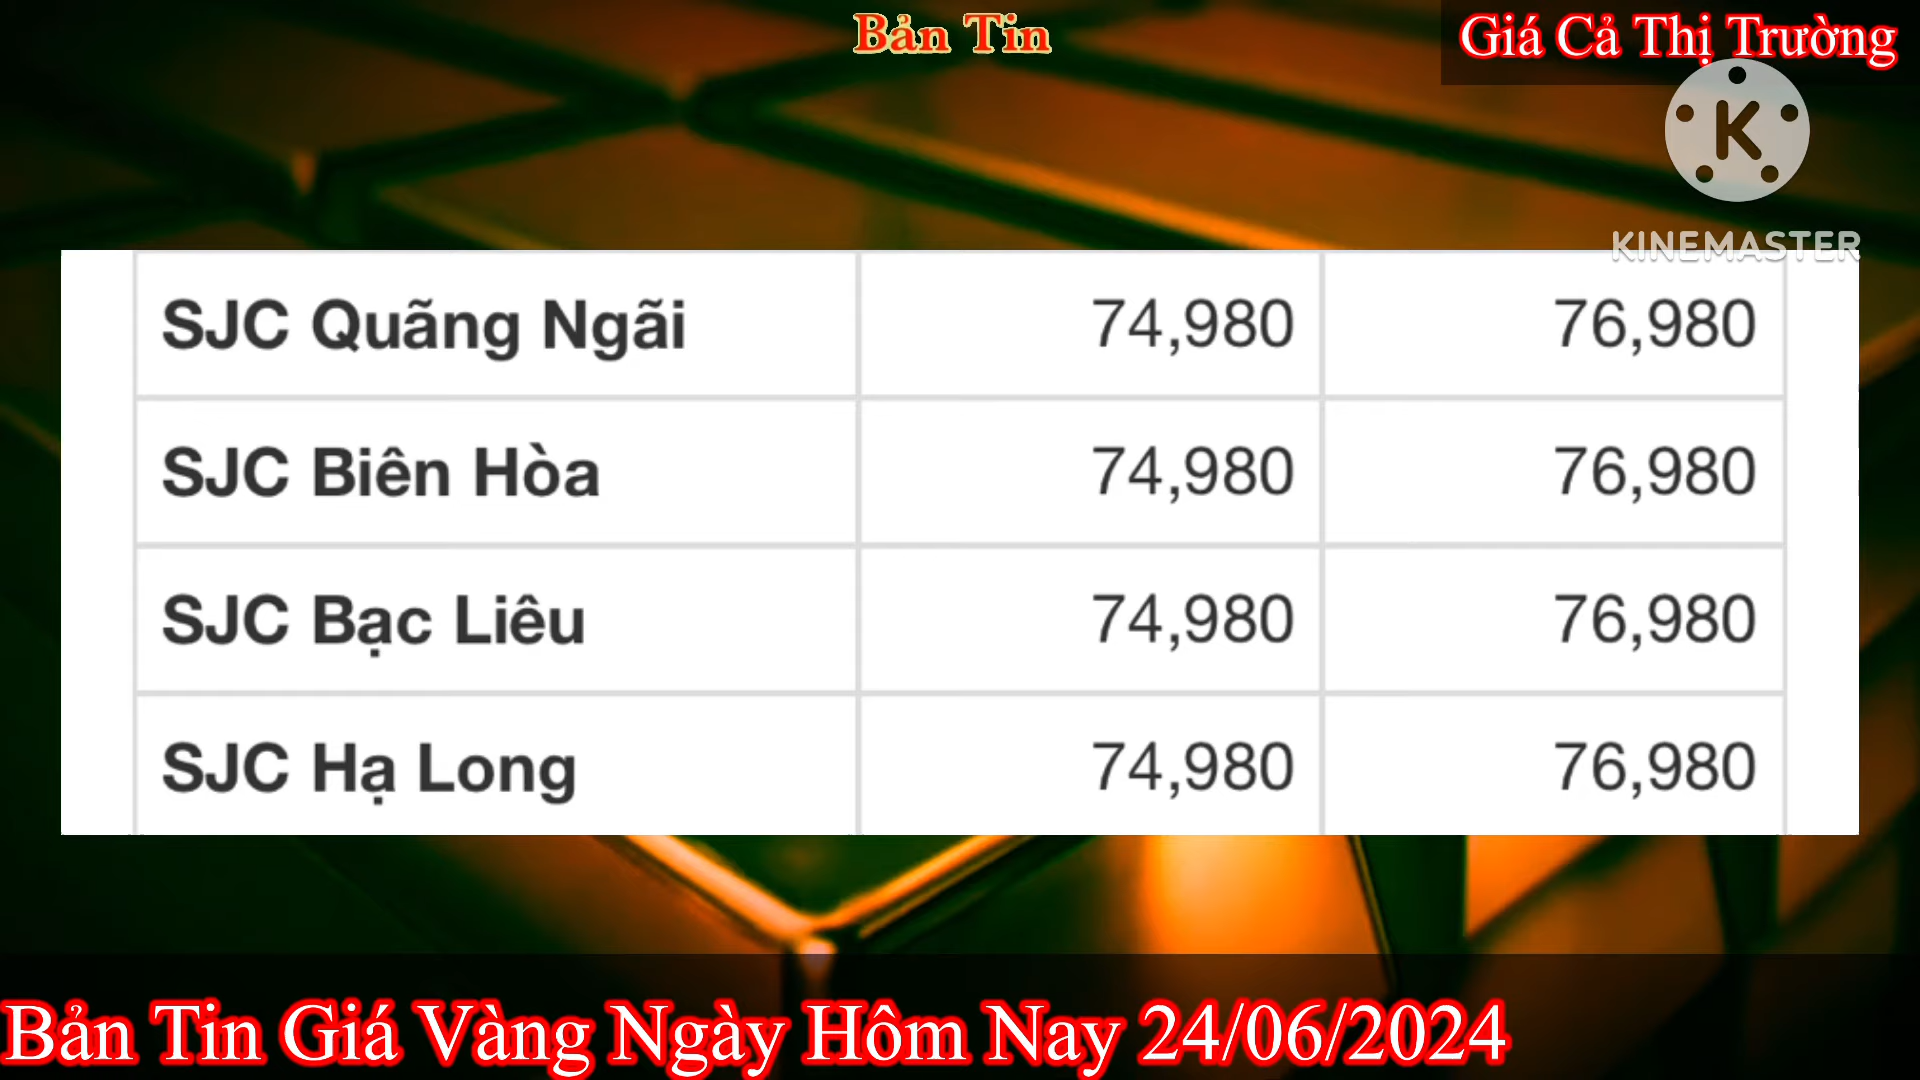 Bản Tin
Giá Cả Thị Trường
K
KINEMASTER
SJC Quãng Ngãi 74,980 76,980
SJC Biên Hòa 74,980 76,980
SJC Bạc Liêu 74,980 76,980
SJC Hạ Long 74,980 76,980
Bản Tin Giá Vàng Ngày Hôm Nay 24/06/2024